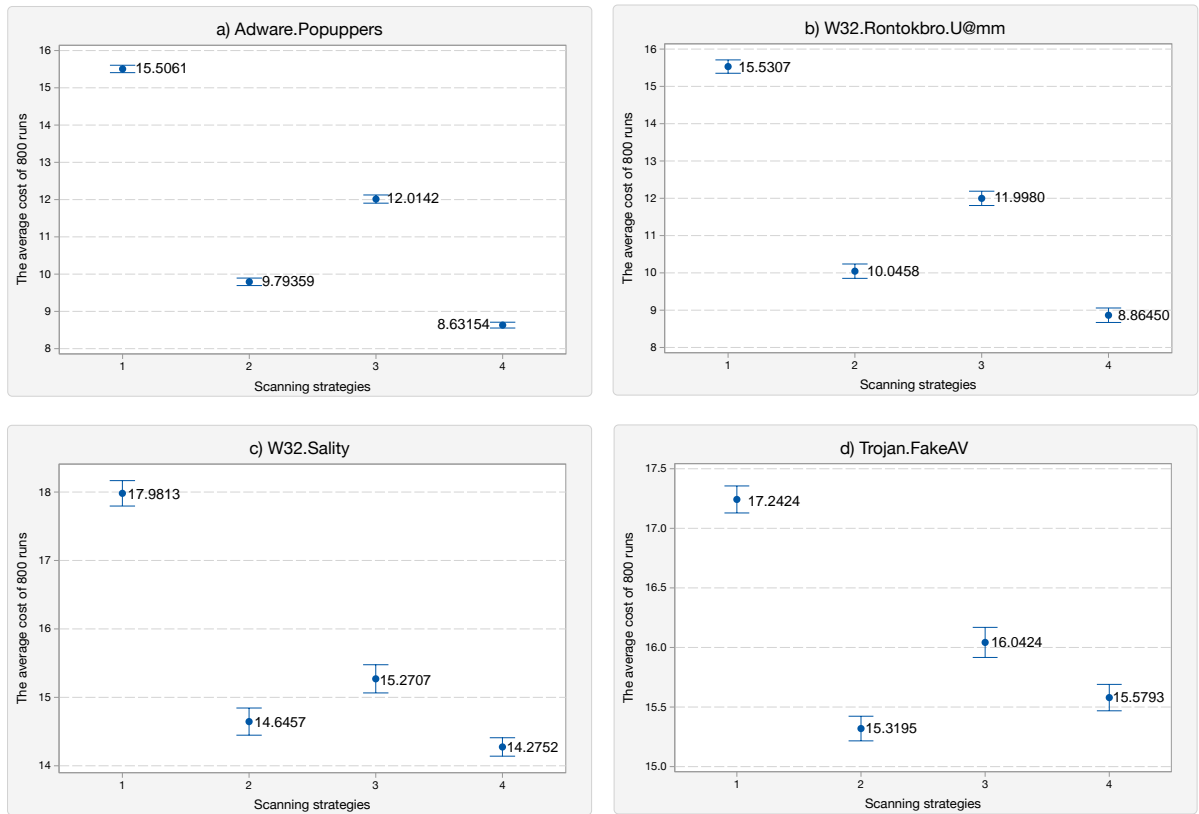 a) Adware.Popuppers
The average cost of 800 runs
16
15
14
13
12
11
10
9
8
15.5061
9.79359
12.0142
8.63154
1 2 3 4
Scanning strategies
b) W32.Rontokbro.U@mm
The average cost of 800 runs
16
15
14
13
12
11
10
9
8
15.5307
10.0458
11.9980
8.86450
1 2 3 4
Scanning strategies
c) W32.Sality
The average cost of 800 runs
18
17
16
15
14
17.9813
14.6457
15.2707
14.2752
1 2 3 4
Scanning strategies
d) Trojan.FakeAV
The average cost of 800 runs
17.5
17.0
16.5
16.0
15.5
15.0
17.2424
15.3195
16.0424
15.5793
1 2 3 4
Scanning strategies